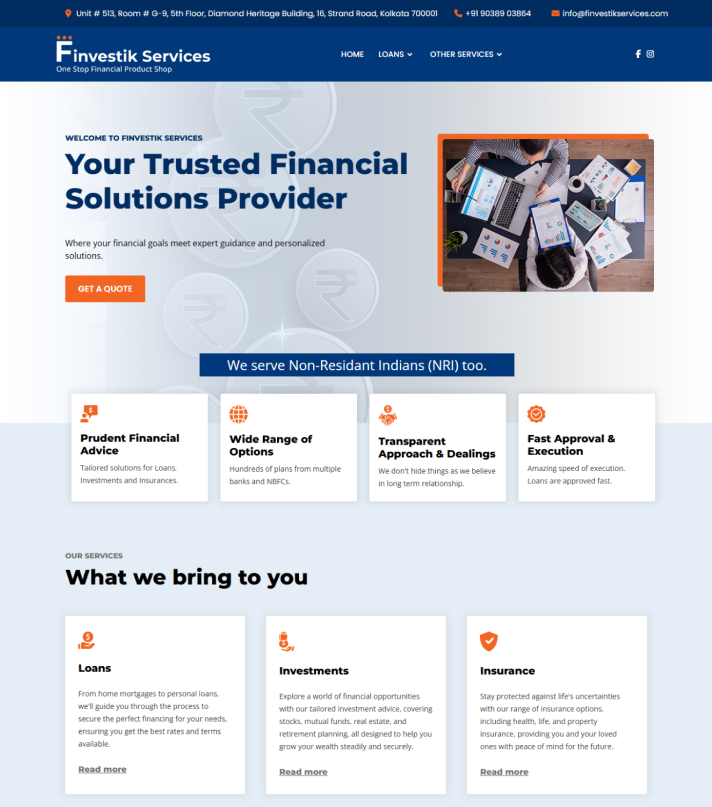 Unit # 513, Room # G-9, 5th Floor, Diamond Heritage Building, 16, Strand Road, Kolkata 700001
+91 90389 03864
info@finvestikservices.com
Finvestik Services
One Stop Financial Product Shop
HOME
LOANS
OTHER SERVICES
WELCOME TO FINVESTIK SERVICES
Your Trusted Financial
Solutions Provider
Where your financial goals meet expert guidance and personalized
solutions.
GET A QUOTE
We serve Non-Residant Indians (NRI) too.
Prudent Financial
Advice
Tailored solutions for Loans,
Investments and Insurances.
Wide Range of
Options
Hundreds of plans from multiple
banks and NBFCs.
Transparent
Approach & Dealings
We don't hide things as we believe
in long term relationship.
Fast Approval &
Execution
Amazing speed of execution.
Loans are approved fast.
OUR SERVICES
What we bring to you
Loans
From home mortgages to personal loans,
we'll guide you through the process to
secure the perfect financing for your needs,
ensuring you get the best rates and terms
available.
Read more
Investments
Explore a world of financial opportunities
with our tailored investment advice, covering
stocks, mutual funds, real estate, and
retirement planning, all designed to help you
grow your wealth steadily and securely.
Read more
Insurance
Stay protected against life's uncertainties
with our range of insurance options,
including health, life, and property
insurance, providing you and your loved
ones with peace of mind for the future.
Read more